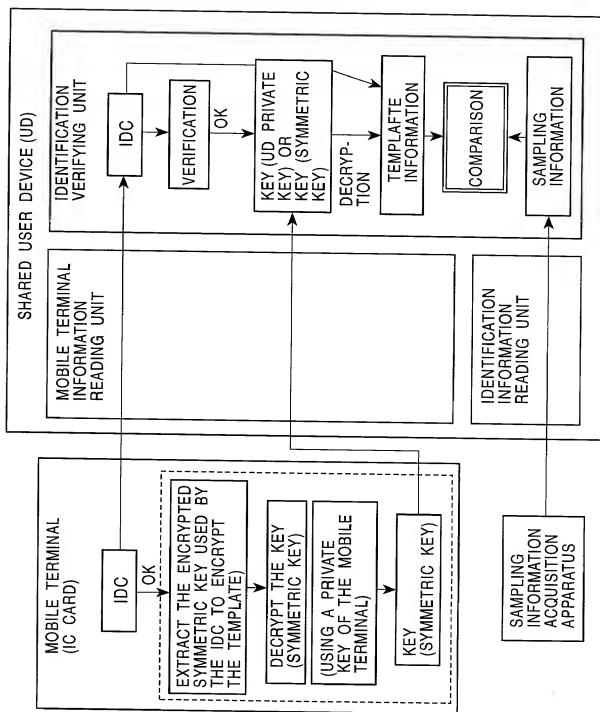 SHARED USER DEVICE (UD)
MOBILE TERMINAL
(IC CARD)
IDC
OK
EXTRACT THE ENCRYPTED
SYMMETRIC KEY USED BY
THE IDC TO ENCRYPT
THE TEMPLATE)
DECRYPT THE KEY
(SYMMETRIC KEY)
(USING A PRIVATE
KEY OF THE MOBILE
TERMINAL)
KEY
(SYMMETRIC KEY)
SAMPLING
INFORMATION
ACQUISITION
APPARATUS
MOBILE TERMINAL
INFORMATION
READING UNIT
IDENTIFICATION
INFORMATION
READING UNIT
IDENTIFICATION
VERIFYING UNIT
IDC
VERIFICATION
OK
KEY (UD PRIVATE
KEY) OR
KEY (SYMMETRIC
KEY)
DECRYP-
TION
TEMPLAFTE
INFORMATION
COMPARISON
SAMPLING
INFORMATION